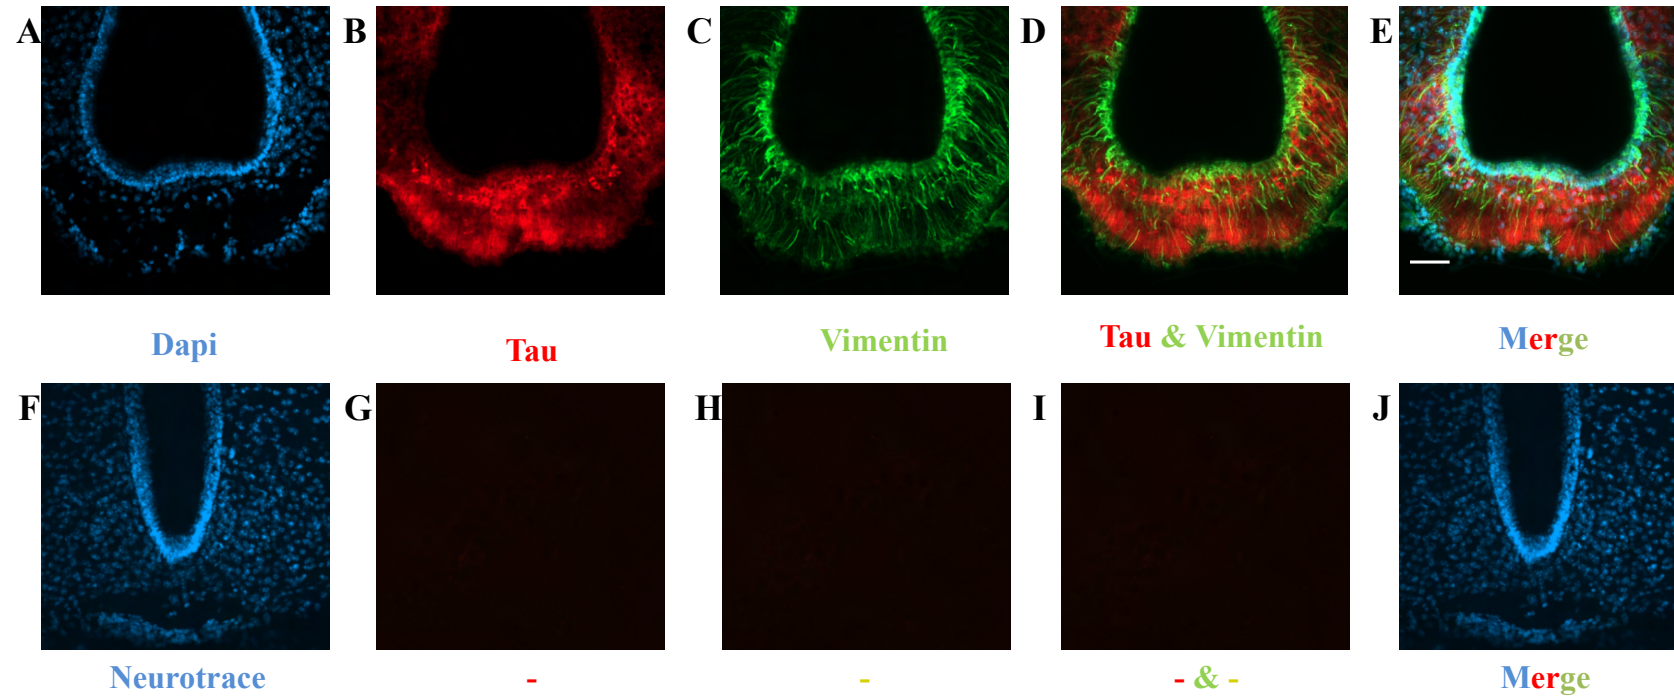 A B C D E
Dapi Tau Vimentin Tau & Vimentin Merge
F G H I J
Neurotrace - - - & - Merge